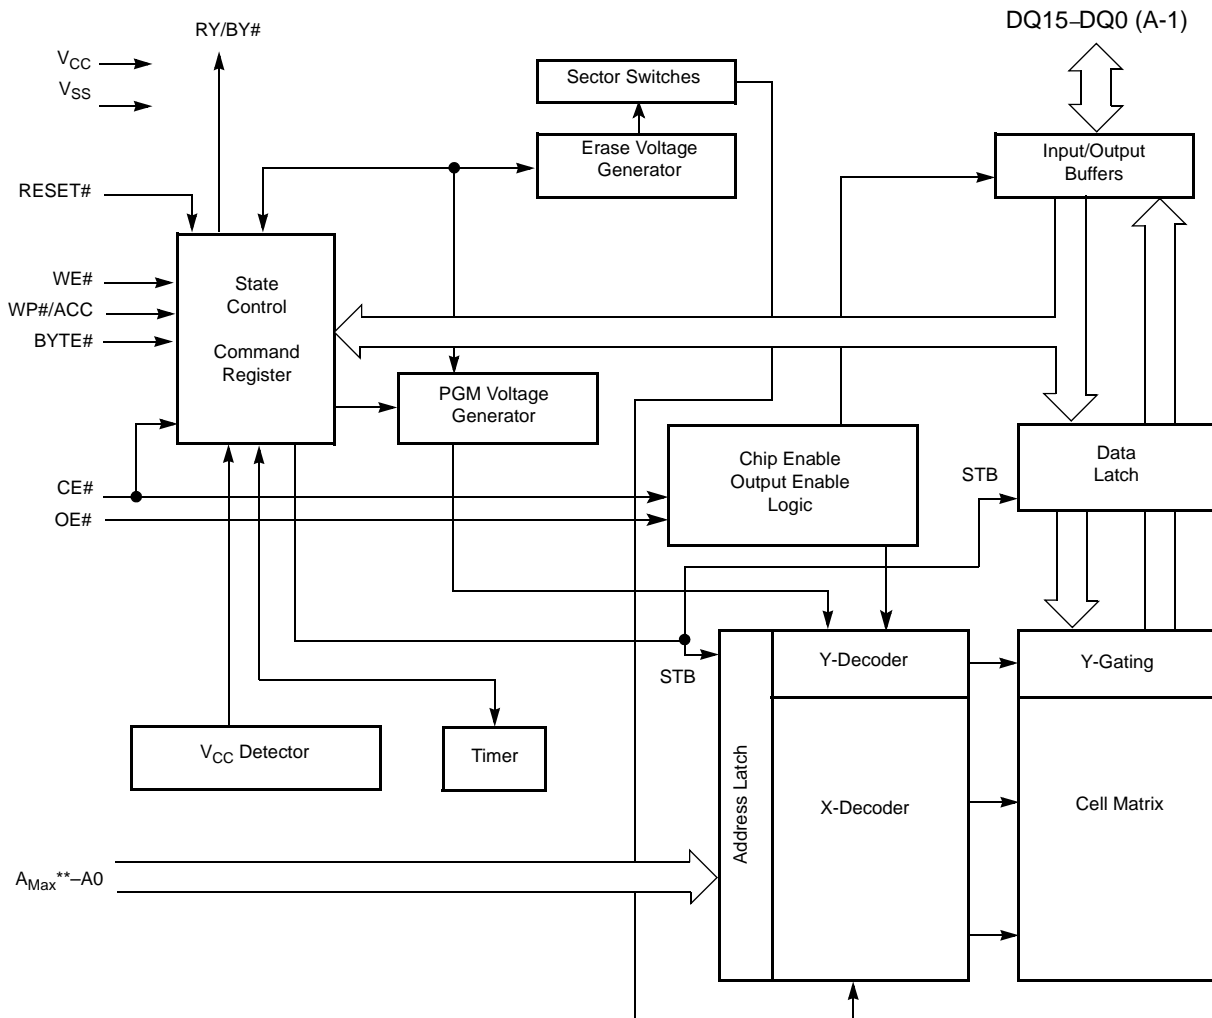 RY/BY#
DQ15–DQ0 (A-1)
VCC
VSS
Sector Switches
Erase Voltage
Generator
Input/Output
Buffers
RESET#
WE#
WP#/ACC
BYTE#
State
Control
Command
Register
PGM Voltage
Generator
Chip Enable
Output Enable
Logic
Data
Latch
STB
CE#
OE#
STB
Y-Decoder
Y-Gating
VCC Detector
Timer
Address Latch
X-Decoder
Cell Matrix
AMax**–A0